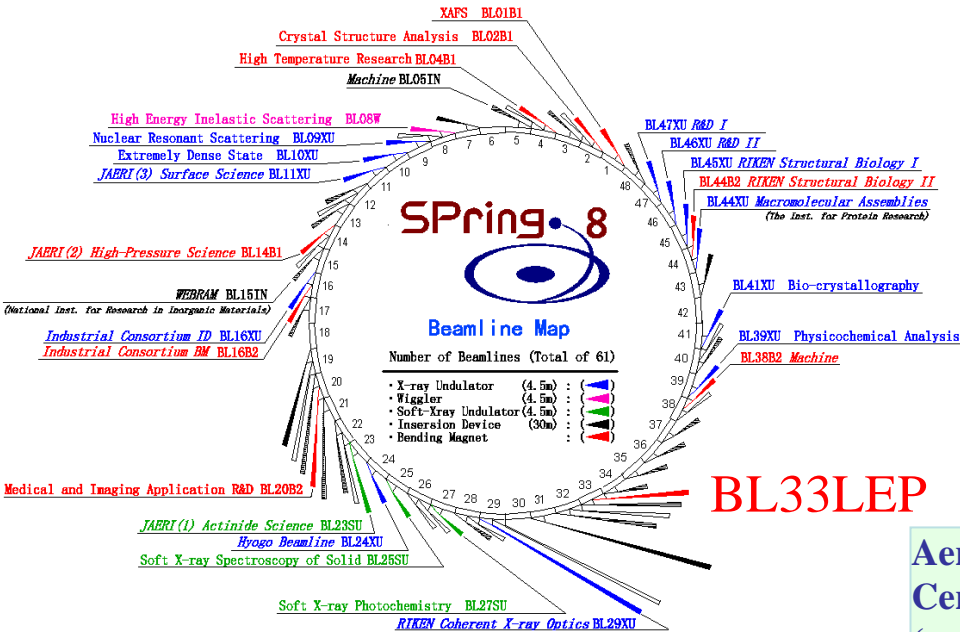 XAFS BL01B1
Crystal Structure Analysis BL02B1
High Temperature Research BL04B1
Machine BL05IN
High Energy Inelastic Scattering BL08W
Nuclear Resonant Scattering BL09XU
Extremely Dense State BL10XU
JAERI(3) Surface Science BL11XU
JAERI(2) High-Pressure Science BL14B1
WEBRAM BL15IN
(National Inst. for Research in Inorganic Materials)
Industrial Consortium ID BL16XU
Industrial Consortium BM BL16B2
Medical and Imaging Application R&D BL20B2
JAERI(1) Actinide Science BL23SU
Hyogo Beamline BL24XU
Soft X-ray Spectroscopy of Solid BL25SU
Soft X-ray Photochemistry BL27SU
RIKEN Coherent X-ray Optics BL29XU
BL47XU R&D I
BL46XU R&D II
BL45XU RIKEN Structural Biology I
BL44B2 RIKEN Structural Biology II
BL44XU Macromolecular Assemblies
(The Inst. for Protein Research)
BL41XU Bio-crystallography
BL39XU Physicochemical Analysis
BL38B2 Machine
BL33LEP
Aer
Cer
SPring-8
Beamline Map
Number of Beamlines (Total of 61)
・X-ray Undulator (4.5m) : ( )
・Wiggler (4.5m) : ( )
・Soft-Xray Undulator(4.5m) : ( )
・Insersion Device (30m) : ( )
・Bending Magnet : ( )
1
2
3
4
5
6
7
8
9
10
11
12
13
14
15
16
17
18
19
20
21
22
23
24
25
26
27
28
29
30
31
32
33
34
35
36
37
38
39
40
41
42
43
44
45
46
47
48